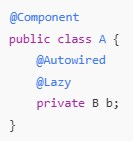 @Component
public class A {
    @Autowired
    @Lazy
    private B b;
}